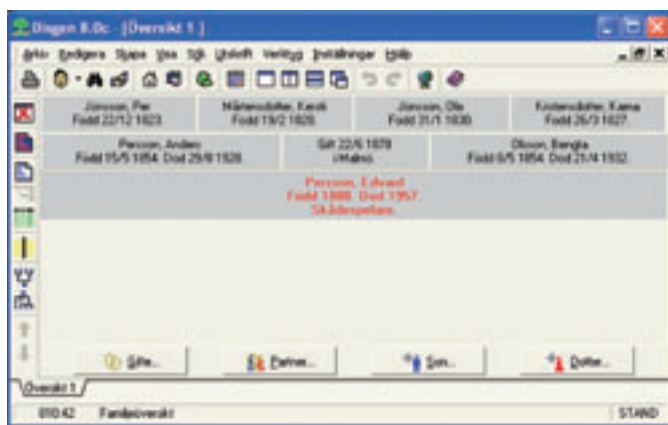 Disgen 8.0c - [Översikt 1]
Arkiv Redigera Skapa Visa Sök Utskrift Verktyg Inställningar Hjälp
Jönsson, Per
Född 22/12 1823.
Mårtensdotter, Kersti
Född 19/2 1828.
Jönsson, Ola
Född 31/1 1830.
Kristensdotter, Karna
Född 26/3 1827.
Persson, Anders
Född 15/5 1854. Död 29/8 1928.
Gift 22/6 1878
i Malmö.
Olsson, Bengta
Född 6/5 1854. Död 21/4 1932.
Persson, Edvard
Född 1888. Död 1957.
Skådespelare.
Gifte...
Partner...
Son...
Dotter...
Översikt 1
010:42 Familjeöversikt STAND